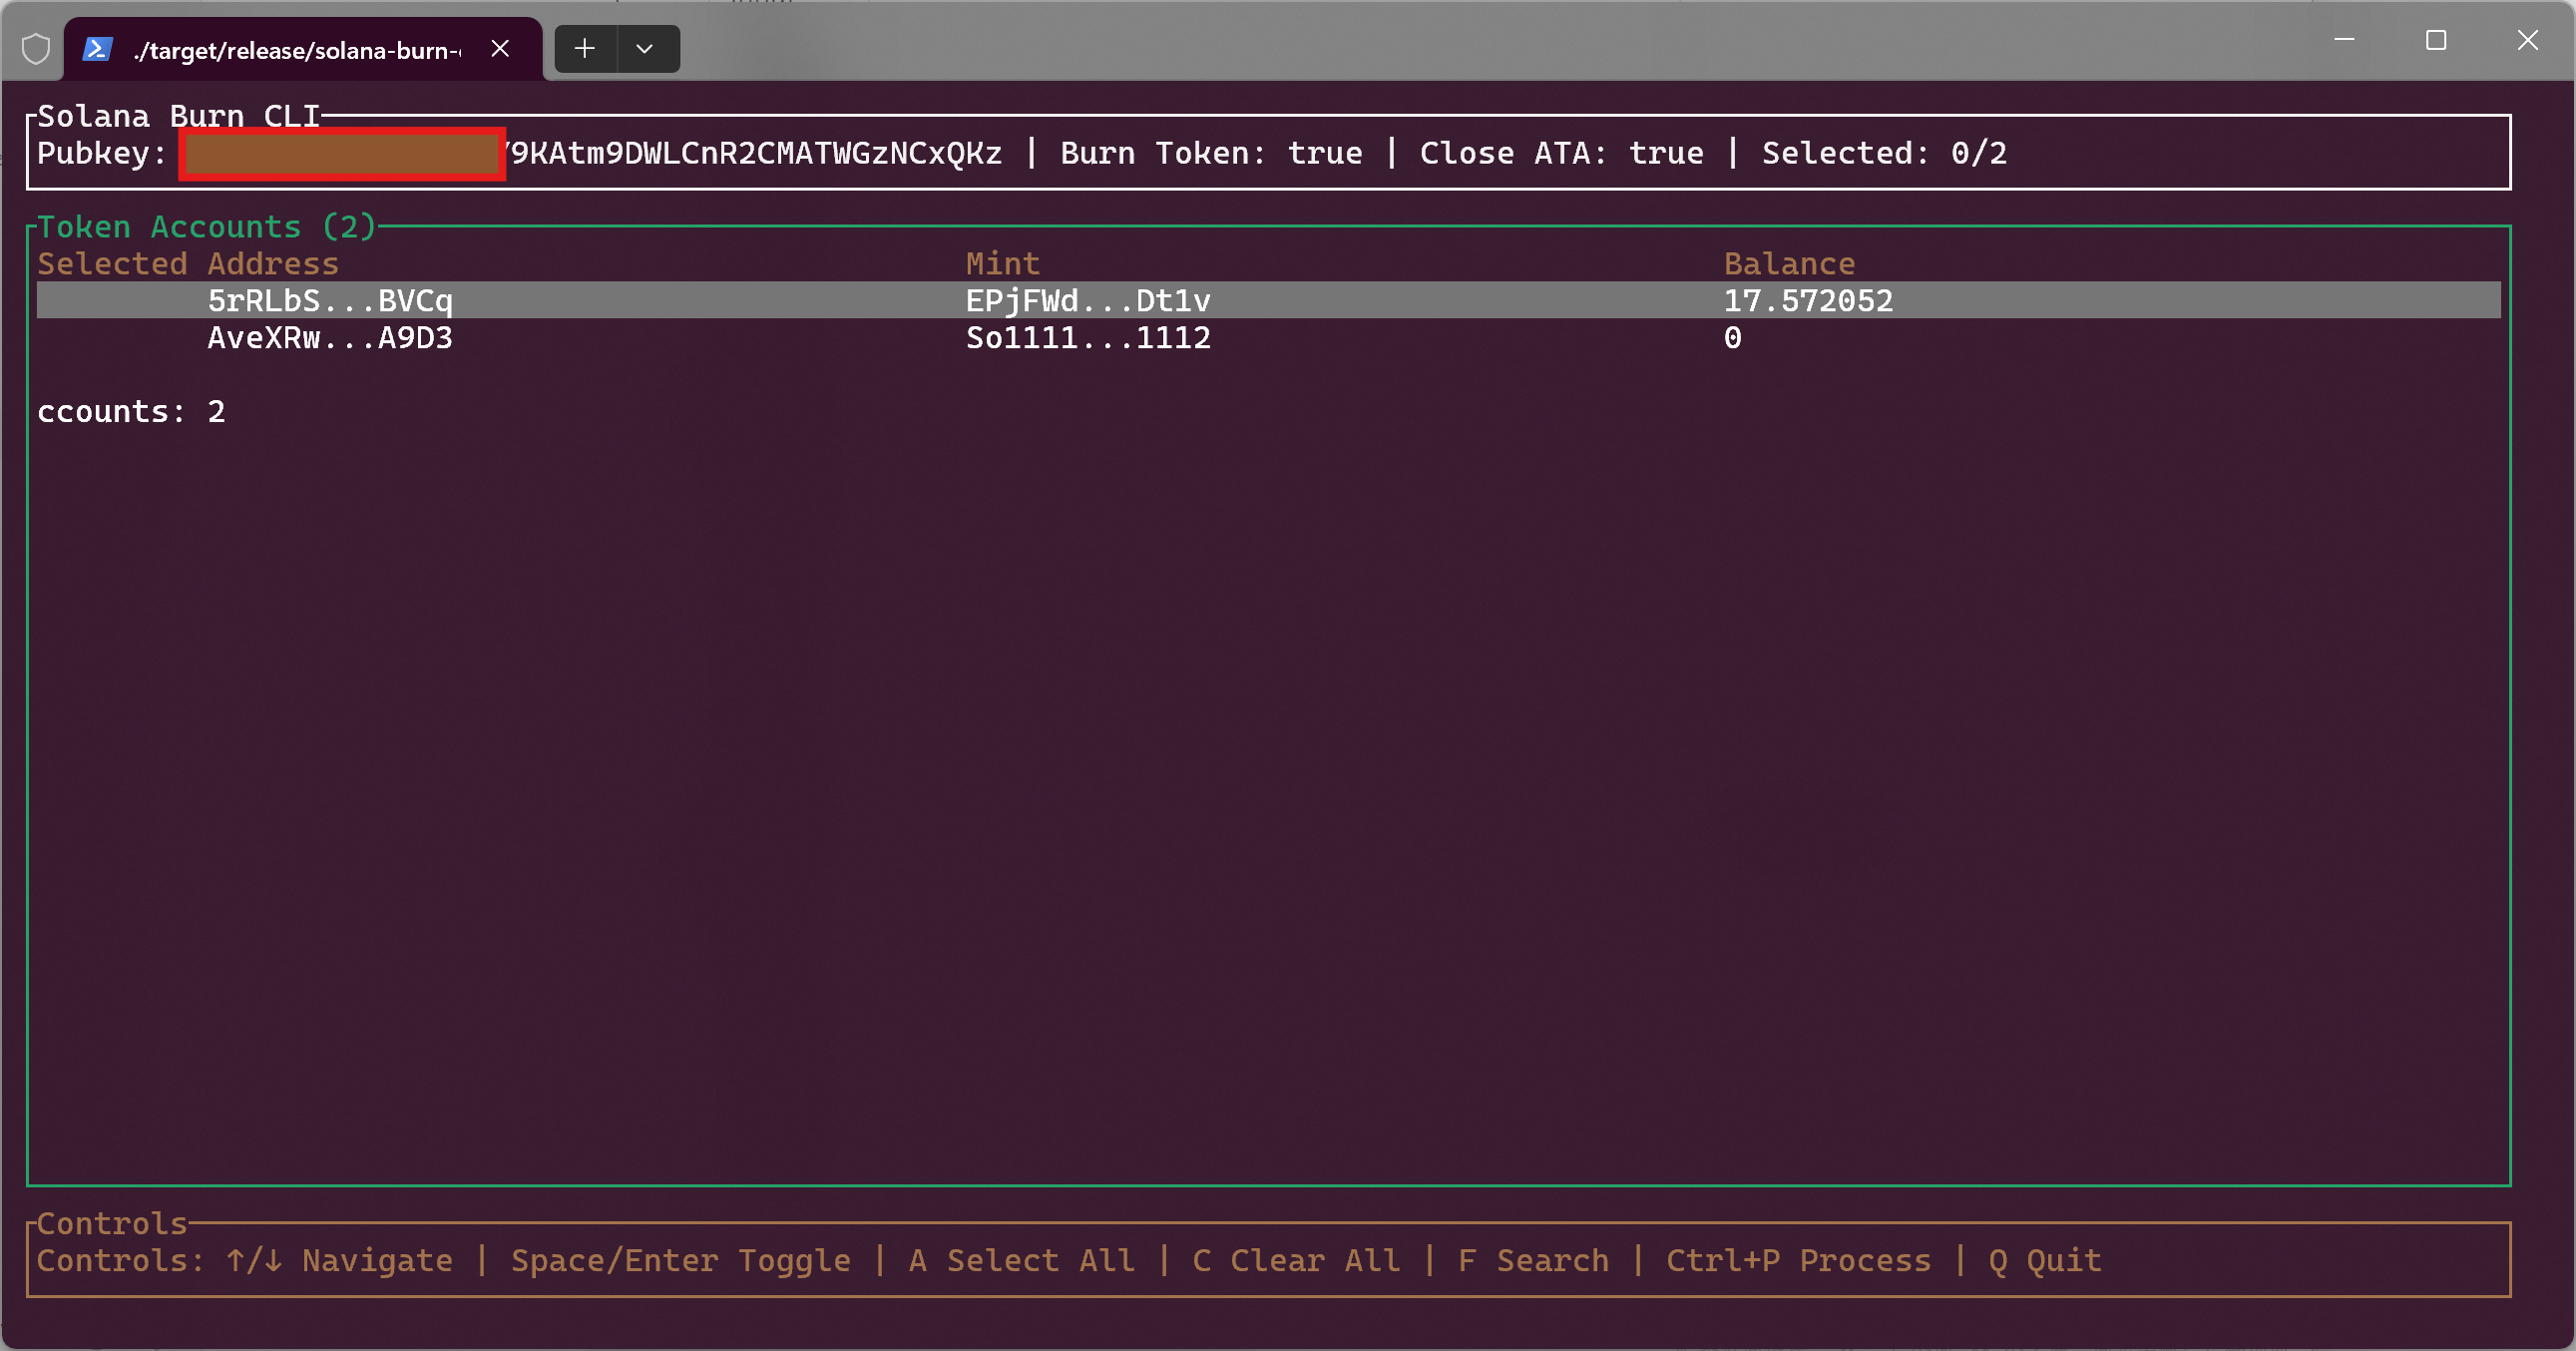 ./target/release/solana-burn-
Solana Burn CLI
Pubkey: 9KAtm9DWLCnR2CMATWGzNCxQKz | Burn Token: true | Close ATA: true | Selected: 0/2
Token Accounts (2)
Selected Address Mint Balance
5rRLbS...BVCq EPjFWd...Dt1v 17.572052
AveXRw...A9D3 So1111...1112 0
ccounts: 2
Controls
Controls: ↑/↓ Navigate | Space/Enter Toggle | A Select All | C Clear All | F Search | Ctrl+P Process | Q Quit